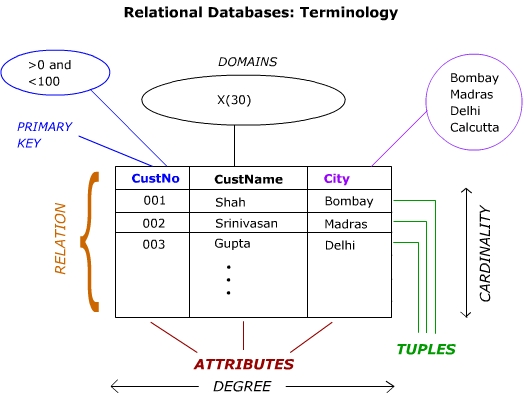 Relational Databases: Terminology
DOMAINS
>0 and
<100
X(30)
Bombay
Madras
Delhi
Calcutta
PRIMARY
KEY
CustNo CustName City
001 Shah Bombay
002 Srinivasan Madras
003 Gupta Delhi
RELATION
CARDINALITY
ATTRIBUTES
TUPLES
DEGREE